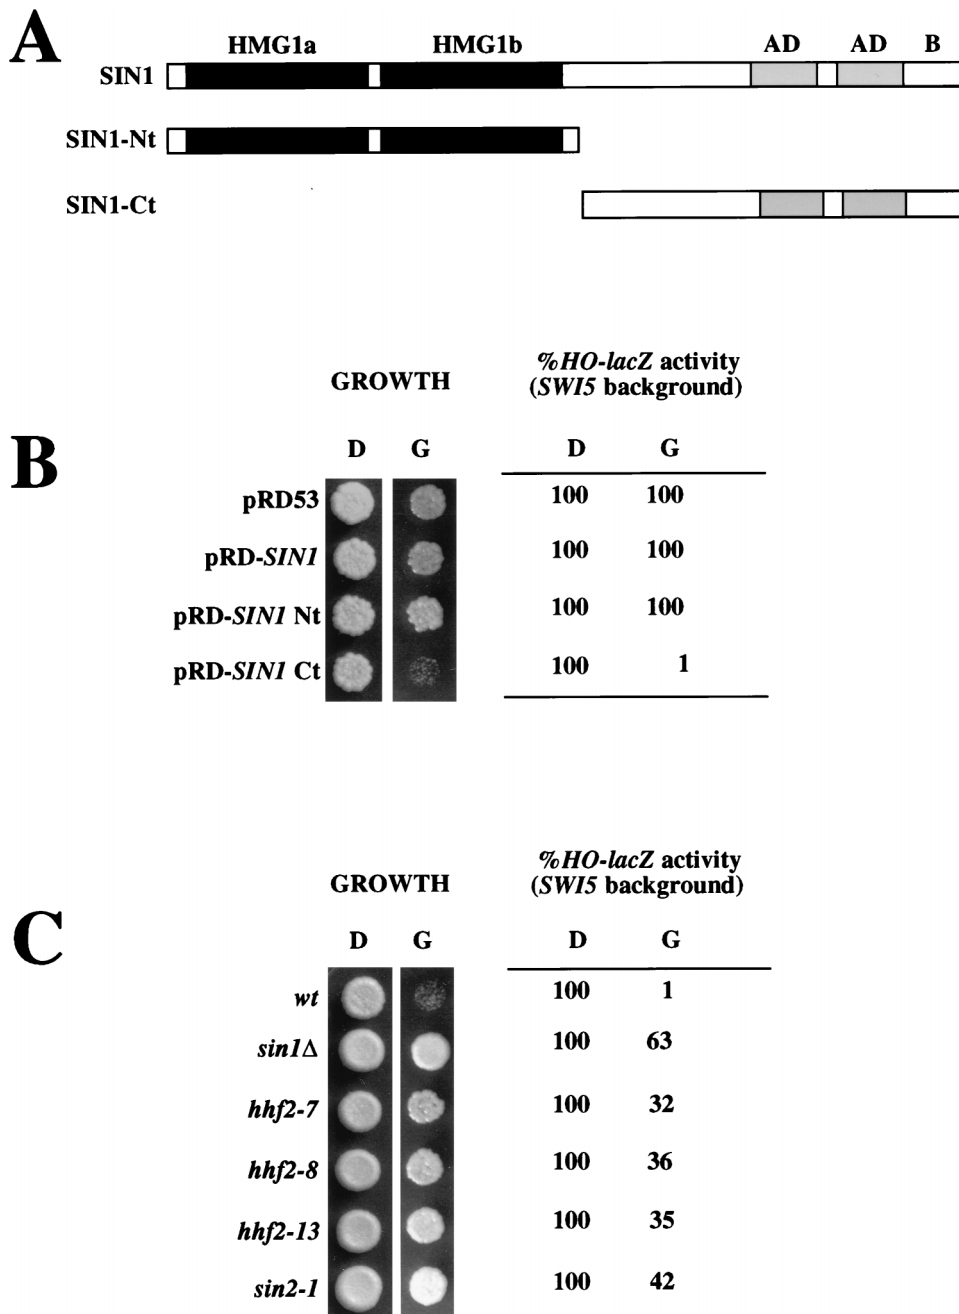 A
HMG1a HMG1b AD AD B
SIN1
SIN1-Nt
SIN1-Ct
B
GROWTH
%HO-lacZ activity
(SWI5 background)
D G D G
pRD53 100 100
pRD-SIN1 100 100
pRD-SIN1 Nt 100 100
pRD-SIN1 Ct 100 1
C
GROWTH
%HO-lacZ activity
(SWI5 background)
D G D G
wt 100 1
sin1Δ 100 63
hhf2-7 100 32
hhf2-8 100 36
hhf2-13 100 35
sin2-1 100 42